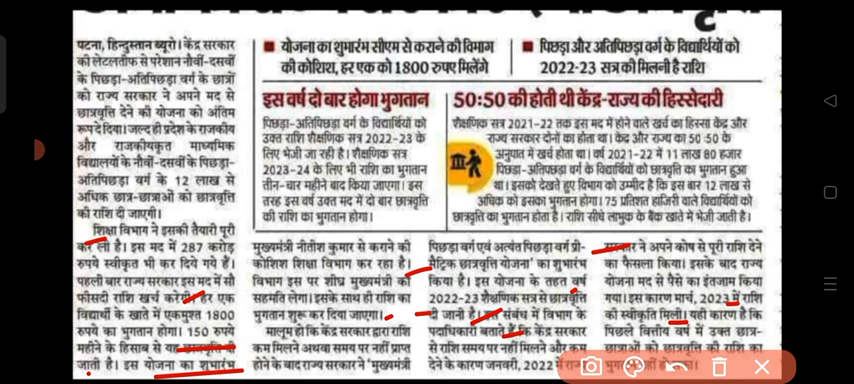 पटना, हिन्दुस्तान ब्यूरो। केंद्र सरकार
की लेटलतीफ से परेशान नौवीं-दसवीं
के पिछड़ा-अतिपिछड़ा वर्ग के छात्रों
को राज्य सरकार ने अपने मद से
छात्रवृत्ति देने की योजना को अंतिम
रूप दे दिया। जल्द ही प्रदेश के राजकीय
और राजकीयकृत माध्यमिक
विद्यालयों के नौवीं-दसवीं के पिछड़ा-
अतिपिछड़ा वर्ग के 12 लाख से
अधिक छात्र-छात्राओं को छात्रवृत्ति
की राशि दी जाएगी।
शिक्षा विभाग ने इसकी तैयारी पूरी
कर ली है। इस मद में 287 करोड़
रुपये स्वीकृत भी कर दिये गये हैं।
पहली बार राज्य सरकार इस मद में सौ
फीसदी राशि खर्च करेगी। हर एक
विद्यार्थी के खाते में एकमुश्त 1800
रुपये का भुगतान होगा। 150 रुपये
महीने के हिसाब से यह छात्रवृत्ति दी
जाती है। इस योजना का शुभारंभ
योजना का शुभारंभ सीएम से कराने की विभाग
की कोशिश, हर एक को 1800 रुपए मिलेंगे
पिछड़ा और अतिपिछड़ा वर्ग के विद्यार्थियों को
2022-23 सत्र की मिलनी है राशि
इस वर्ष दो बार होगा भुगतान
पिछड़ा-अतिपिछड़ा वर्ग के विद्यार्थियों को
उक्त राशि शैक्षणिक सत्र 2022-23 के
लिए भेजी जा रही है। शैक्षणिक सत्र
2023-24 के लिए भी राशि का भुगतान
तीन-चार महीने बाद किया जाएगा। इस
तरह इस वर्ष उक्त मद में दो बार छात्रवृत्ति
की राशि का भुगतान होगा।
50:50 की होती थी केंद्र-राज्य की हिस्सेदारी
शैक्षणिक सत्र 2021-22 तक इस मद में होने वाले खर्च का हिस्सा केंद्र और
राज्य सरकार दोनों का होता था। केंद्र और राज्य का 50:50 के
अनुपात में खर्च होता था। वर्ष 2021-22 में 11 लाख 80 हजार
पिछड़ा-अतिपिछड़ा वर्ग के विद्यार्थियों को छात्रवृत्ति का भुगतान हुआ
था। इसको देखते हुए विभाग को उम्मीद है कि इस बार 12 लाख से
अधिक को इसका भुगतान होगा। 75 प्रतिशत हाजिरी वाले विद्यार्थियों को
छात्रवृत्ति का भुगतान होता है। राशि सीधे लाभुक के बैंक खाते में भेजी जाती है।
मुख्यमंत्री नीतीश कुमार से कराने की
कोशिश शिक्षा विभाग कर रहा है।
विभाग इस पर शीघ्र मुख्यमंत्री की
सहमति लेगा। इसके साथ ही राशि का
भुगतान शुरू कर दिया जाएगा।
मालूम हो कि केंद्र सरकार द्वारा राशि
कम मिलने अथवा समय पर नहीं प्राप्त
होने के बाद राज्य सरकार ने 'मुख्यमंत्री
पिछड़ा वर्ग एवं अत्यंत पिछड़ा वर्ग प्री-
मैट्रिक छात्रवृत्ति योजना' का शुभारंभ
किया है। इस योजना के तहत वर्ष
2022-23 शैक्षणिक सत्र से छात्रवृत्ति
दी जानी है। इस संबंध में विभाग के
पदाधिकारी बताते हैं कि केंद्र सरकार
से राशि समय पर नहीं मिलने और कम
देने के कारण जनवरी, 2022 में राज्य
सरकार ने अपने कोष से पूरी राशि देने
का फैसला किया। इसके बाद राज्य
योजना मद से पैसे का इंतजाम किया
गया। इस कारण मार्च, 2023 में राशि
को स्वीकृति मिली। यही कारण है कि
पिछले वित्तीय वर्ष में उक्त छात्र-
छात्राओं को छात्रवृत्ति की राशि का